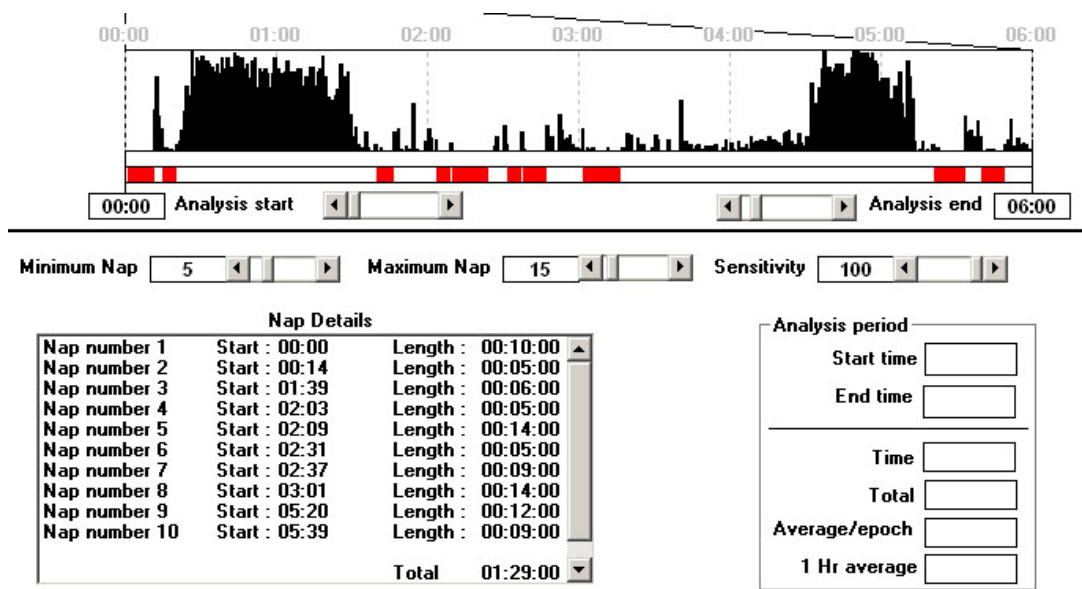 00:00 01:00 02:00 03:00 04:00 05:00 06:00
00:00 Analysis start Analysis end 06:00
Minimum Nap 5 Maximum Nap 15 Sensitivity 100
Nap Details
Nap number 1 Start : 00:00 Length : 00:10:00
Nap number 2 Start : 00:14 Length : 00:05:00
Nap number 3 Start : 01:39 Length : 00:06:00
Nap number 4 Start : 02:03 Length : 00:05:00
Nap number 5 Start : 02:09 Length : 00:14:00
Nap number 6 Start : 02:31 Length : 00:05:00
Nap number 7 Start : 02:37 Length : 00:09:00
Nap number 8 Start : 03:01 Length : 00:14:00
Nap number 9 Start : 05:20 Length : 00:12:00
Nap number 10 Start : 05:39 Length : 00:09:00
Total 01:29:00
Analysis period
Start time
End time
Time
Total
Average/epoch
1 Hr average